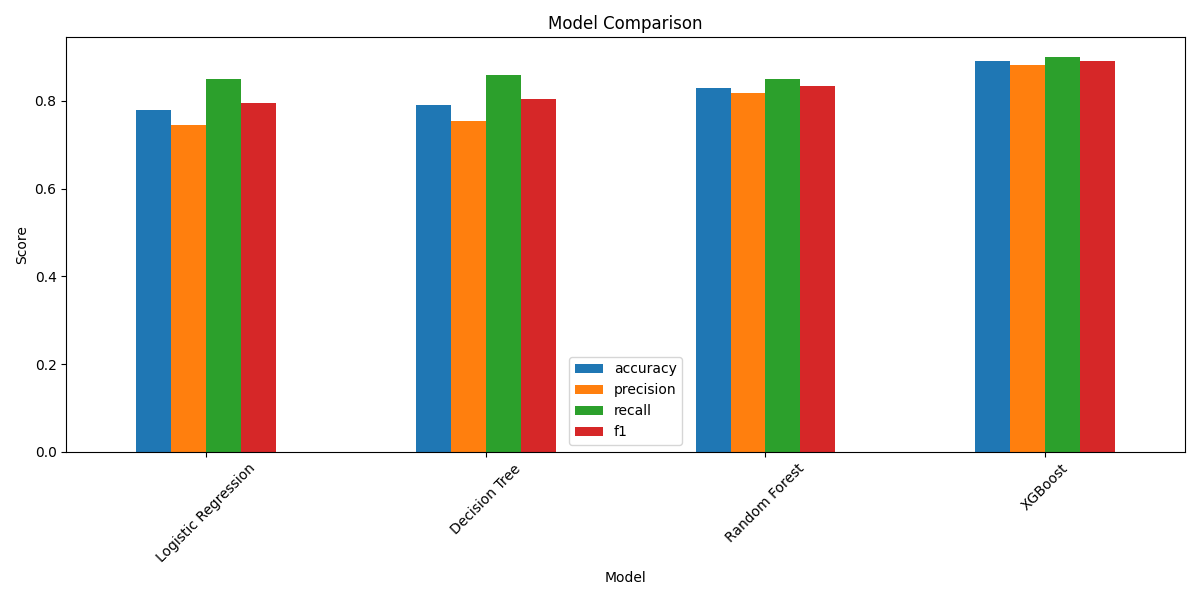 Model Comparison
Score
0.8
0.6
0.4
0.2
0.0
accuracy
precision
recall
f1
Logistic Regression
Decision Tree
Random Forest
XGBoost
Model